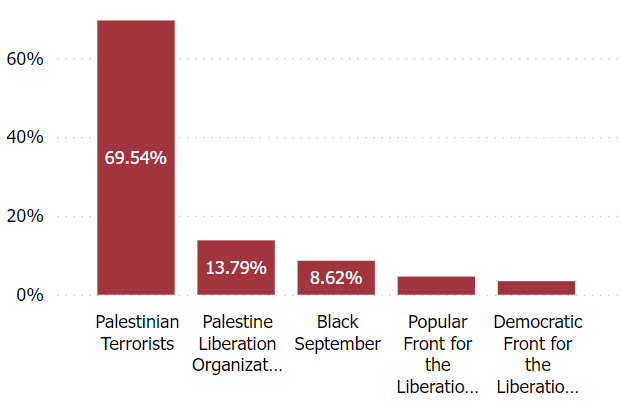 60%
40%
20%
0%
69.54%
13.79%
8.62%
Palestinian
Terrorists
Palestine
Liberation
Organizat...
Black
September
Popular
Front for
the
Liberatio...
Democratic
Front for
the
Liberatio...